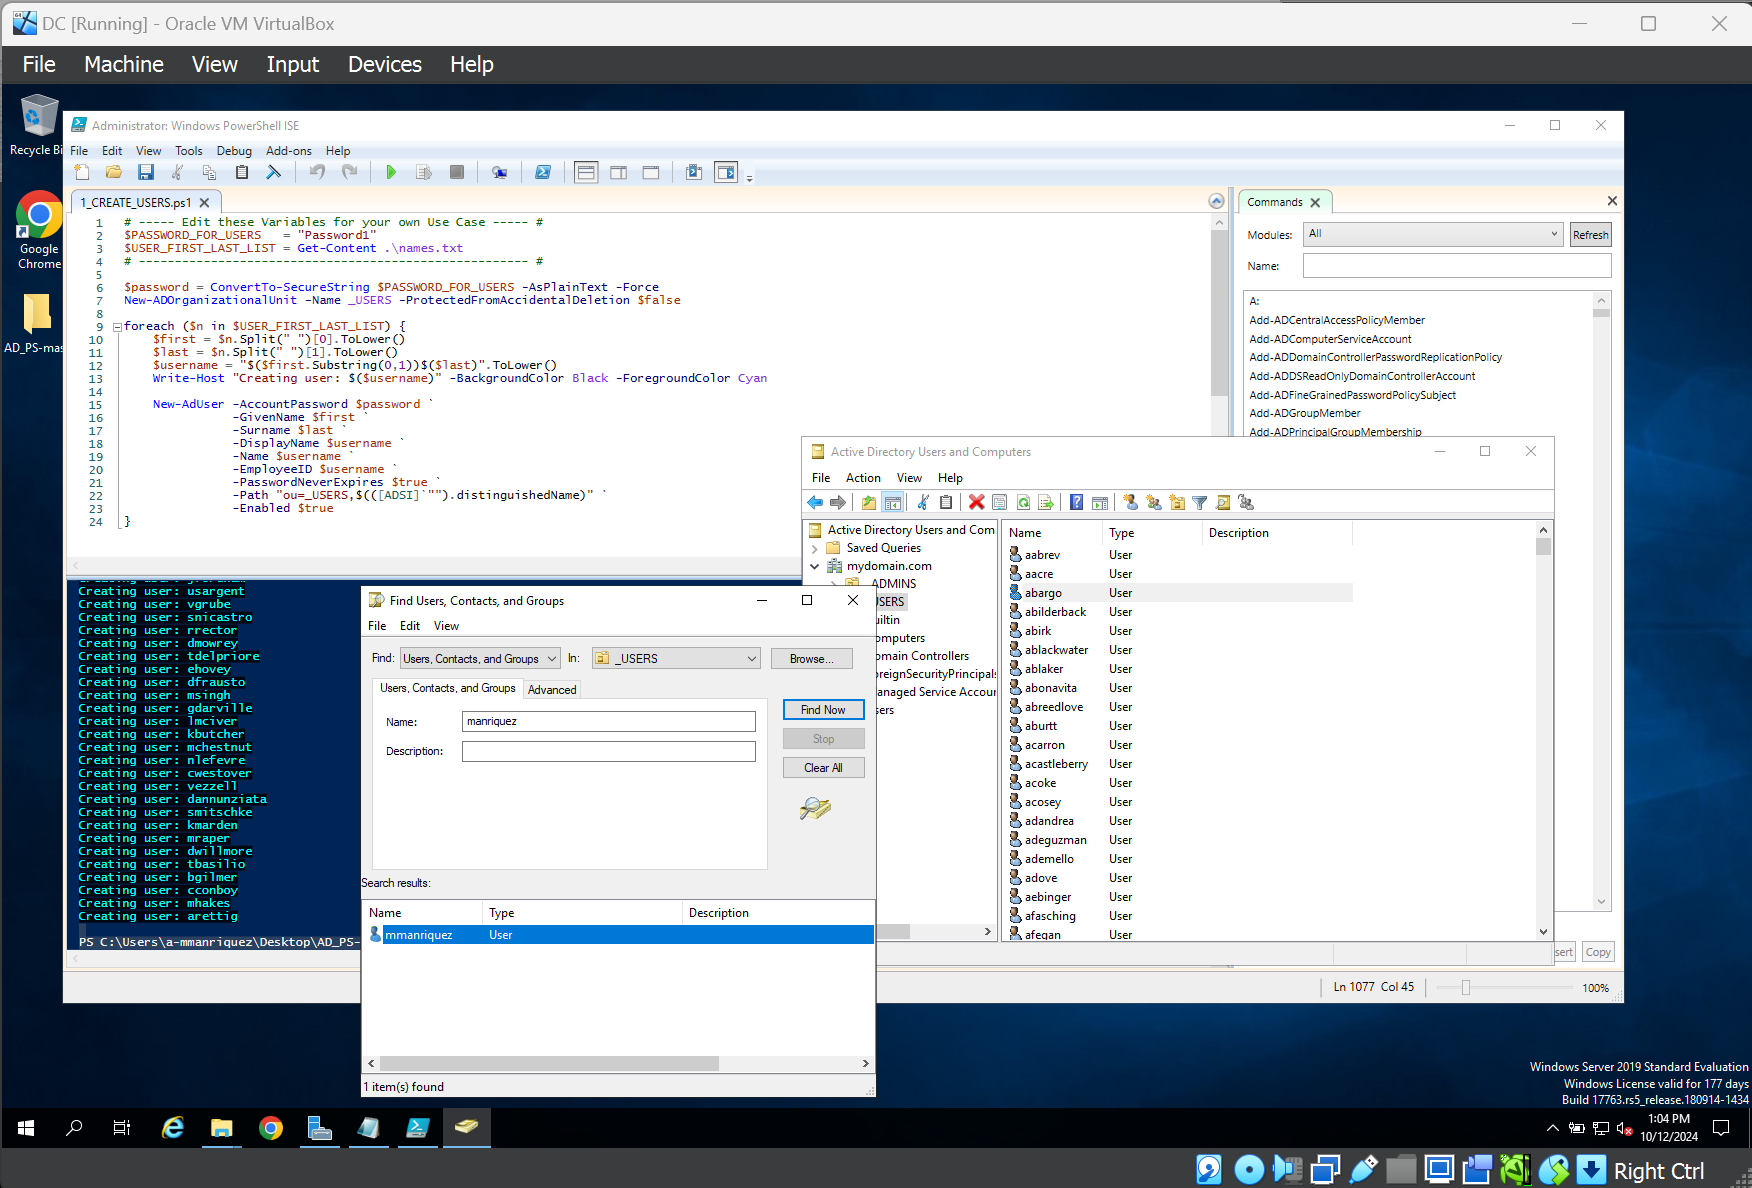 DC [Running] - Oracle VM VirtualBox
File Machine View Input Devices Help
Recycle Bi
Google Chrome
AD_PS-mas
Administrator: Windows PowerShell ISE
File Edit View Tools Debug Add-ons Help
1_CREATE_USERS.ps1
1 # ----- Edit these Variables for your own Use Case ----- #
2 $PASSWORD_FOR_USERS   = "Password1"
3 $USER_FIRST_LAST_LIST = Get-Content .\names.txt
4 # ------------------------------------------------------ #
5
6 $password = ConvertTo-SecureString $PASSWORD_FOR_USERS -AsPlainText -Force
7 New-ADOrganizationalUnit -Name _USERS -ProtectedFromAccidentalDeletion $false
8
9 foreach ($n in $USER_FIRST_LAST_LIST) {
10     $first = $n.Split(" ")[0].ToLower()
11     $last = $n.Split(" ")[1].ToLower()
12     $username = "$($first.Substring(0,1))$($last)".ToLower()
13     Write-Host "Creating user: $($username)" -BackgroundColor Black -ForegroundColor Cyan
14
15     New-AdUser -AccountPassword $password `
16                -GivenName $first `
17                -Surname $last `
18                -DisplayName $username `
19                -Name $username `
20                -EmployeeID $username `
21                -PasswordNeverExpires $true `
22                -Path "ou=_USERS,$(([ADSI]`"").distinguishedName)" `
23                -Enabled $true
24 }
Creating user: usargent
Creating user: vgrube
Creating user: snicastro
Creating user: rrector
Creating user: dmowrey
Creating user: tdelpriore
Creating user: ehovey
Creating user: dfrausto
Creating user: msingh
Creating user: gdarville
Creating user: lmciver
Creating user: kbutcher
Creating user: mchestnut
Creating user: nlefevre
Creating user: cwestover
Creating user: vezzell
Creating user: dannunziata
Creating user: smitschke
Creating user: kmarden
Creating user: mraper
Creating user: dwillmore
Creating user: tbasilio
Creating user: bgilmer
Creating user: cconboy
Creating user: mhakes
Creating user: arettig
PS C:\Users\a-mmanriquez\Desktop\AD_PS-
Commands
Modules: All Refresh
Name:
A:
Add-ADCentralAccessPolicyMember
Add-ADComputerServiceAccount
Add-ADDomainControllerPasswordReplicationPolicy
Add-ADDSReadOnlyDomainControllerAccount
Add-ADFineGrainedPasswordPolicySubject
Add-ADGroupMember
Add-ADPrincipalGroupMembership
sert Copy
Ln 1077 Col 45 100%
Active Directory Users and Computers
File Action View Help
Active Directory Users and Com
Saved Queries
mydomain.com
_ADMINS
USERS
uiltin
omputers
omain Controllers
oreignSecurityPrincipals
anaged Service Accour
sers
Name Type Description
aabrev User
aacre User
abargo User
abilderback User
abirk User
ablackwater User
ablaker User
abonavita User
abreedlove User
aburtt User
acarron User
acastleberry User
acoke User
acosey User
adandrea User
adeguzman User
ademello User
adove User
aebinger User
afasching User
afegan User
Find Users, Contacts, and Groups
File Edit View
Find: Users, Contacts, and Groups In: _USERS Browse...
Users, Contacts, and Groups Advanced
Name: manriquez
Description:
Find Now
Stop
Clear All
Search results:
Name Type Description
mmanriquez User
1 item(s) found
Windows Server 2019 Standard Evaluation
Windows License valid for 177 days
Build 17763.rs5_release.180914-1434
1:04 PM
10/12/2024
Right Ctrl